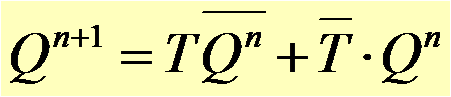 $Q^{n+1} = T\overline{Q^n} + \overline{T} \cdot Q^n$